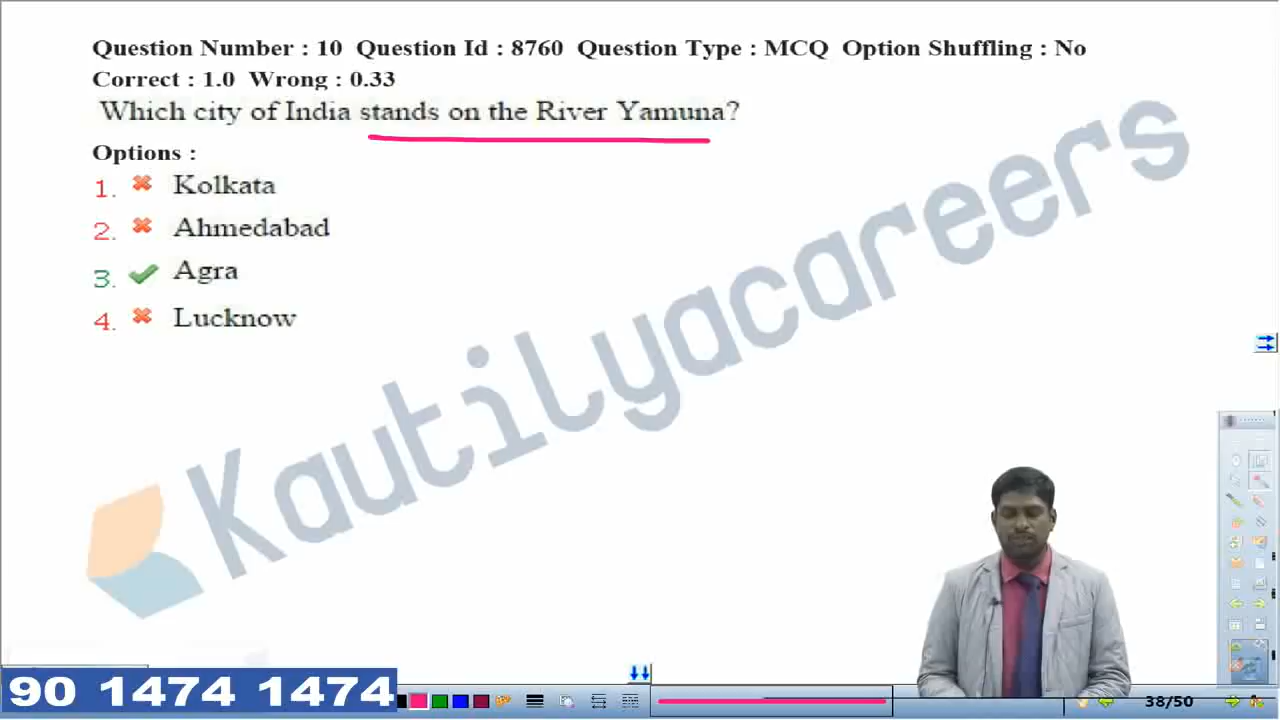 Question Number : 10 Question Id : 8760 Question Type : MCQ Option Shuffling : No
Correct : 1.0 Wrong : 0.33
Which city of India stands on the River Yamuna?
Options :
1. Kolkata
2. Ahmedabad
3. Agra
4. Lucknow
Kautilyacareers
90 1474 1474
38/50